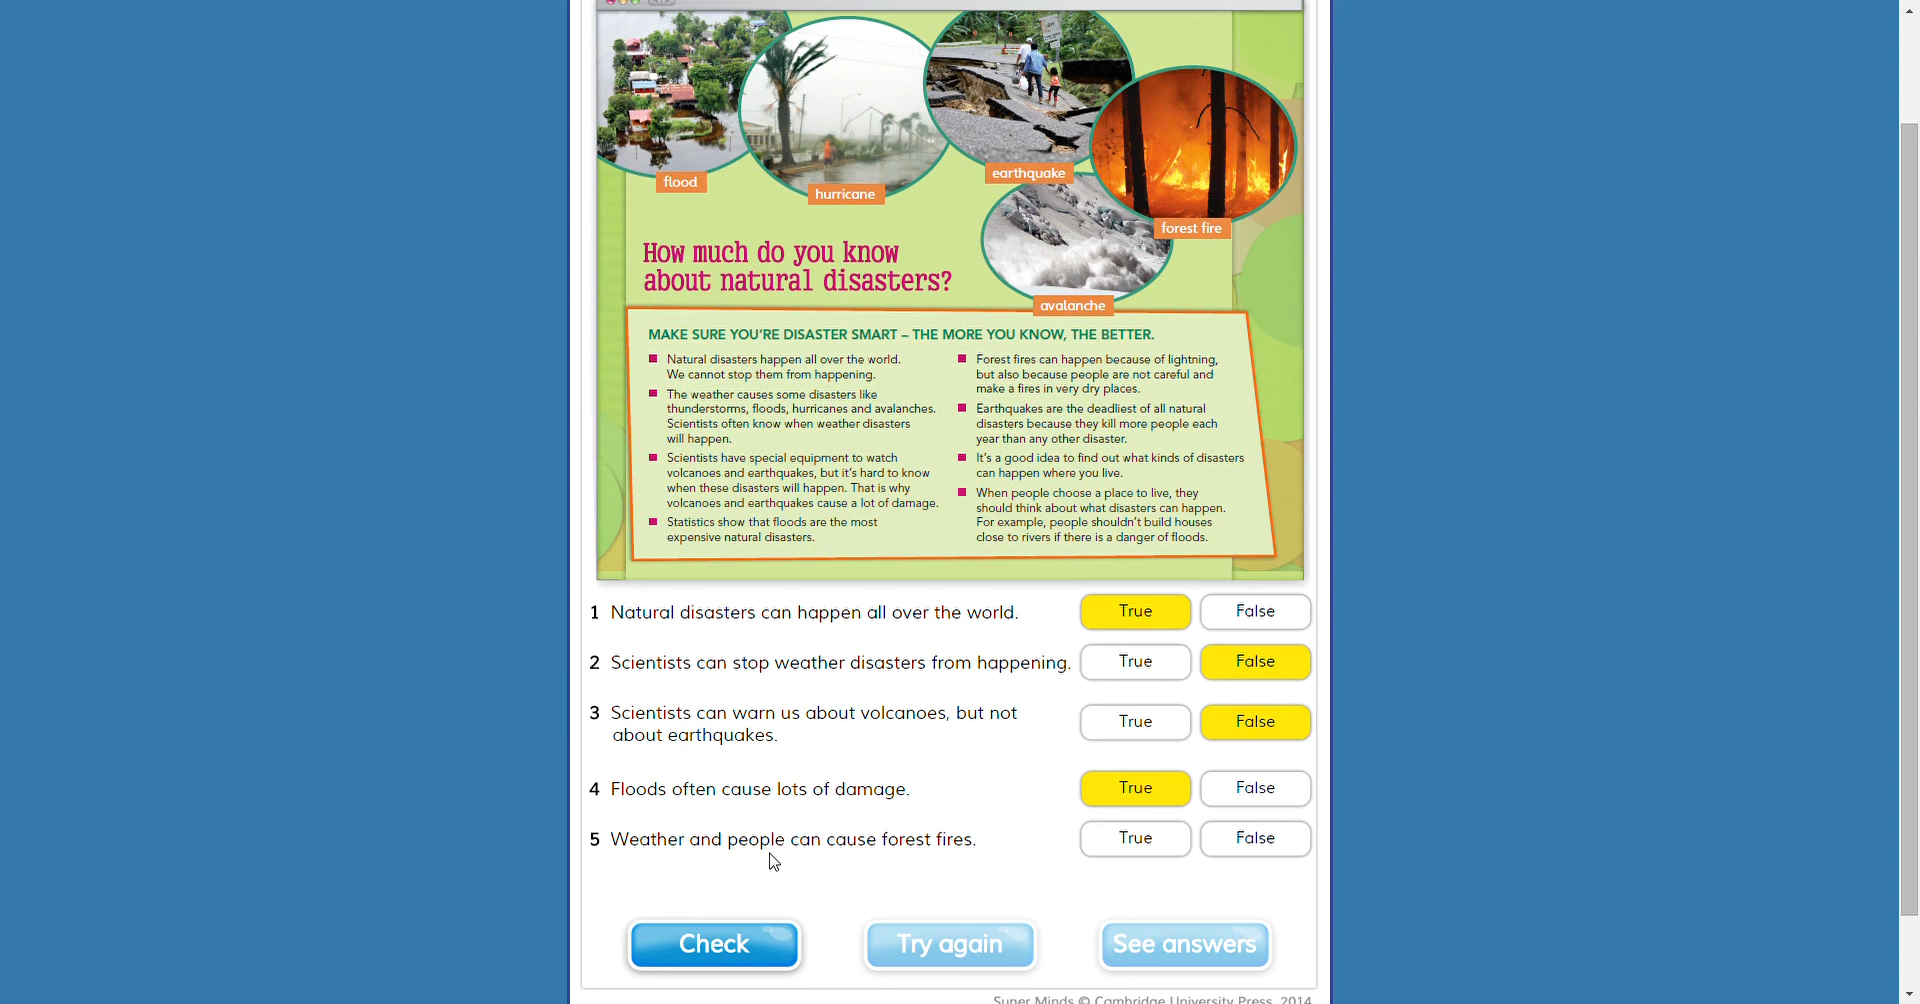 flood
hurricane
earthquake
forest fire
avalanche
How much do you know
about natural disasters?
MAKE SURE YOU'RE DISASTER SMART – THE MORE YOU KNOW, THE BETTER.
Natural disasters happen all over the world.
We cannot stop them from happening.
The weather causes some disasters like
thunderstorms, floods, hurricanes and avalanches.
Scientists often know when weather disasters
will happen.
Scientists have special equipment to watch
volcanoes and earthquakes, but it's hard to know
when these disasters will happen. That is why
volcanoes and earthquakes cause a lot of damage.
Statistics show that floods are the most
expensive natural disasters.
Forest fires can happen because of lightning,
but also because people are not careful and
make a fires in very dry places.
Earthquakes are the deadliest of all natural
disasters because they kill more people each
year than any other disaster.
It's a good idea to find out what kinds of disasters
can happen where you live.
When people choose a place to live, they
should think about what disasters can happen.
For example, people shouldn't build houses
close to rivers if there is a danger of floods.
1 Natural disasters can happen all over the world. True False
2 Scientists can stop weather disasters from happening. True False
3 Scientists can warn us about volcanoes, but not
about earthquakes. True False
4 Floods often cause lots of damage. True False
5 Weather and people can cause forest fires. True False
Check Try again See answers
Super Minds © Cambridge University Press, 2014